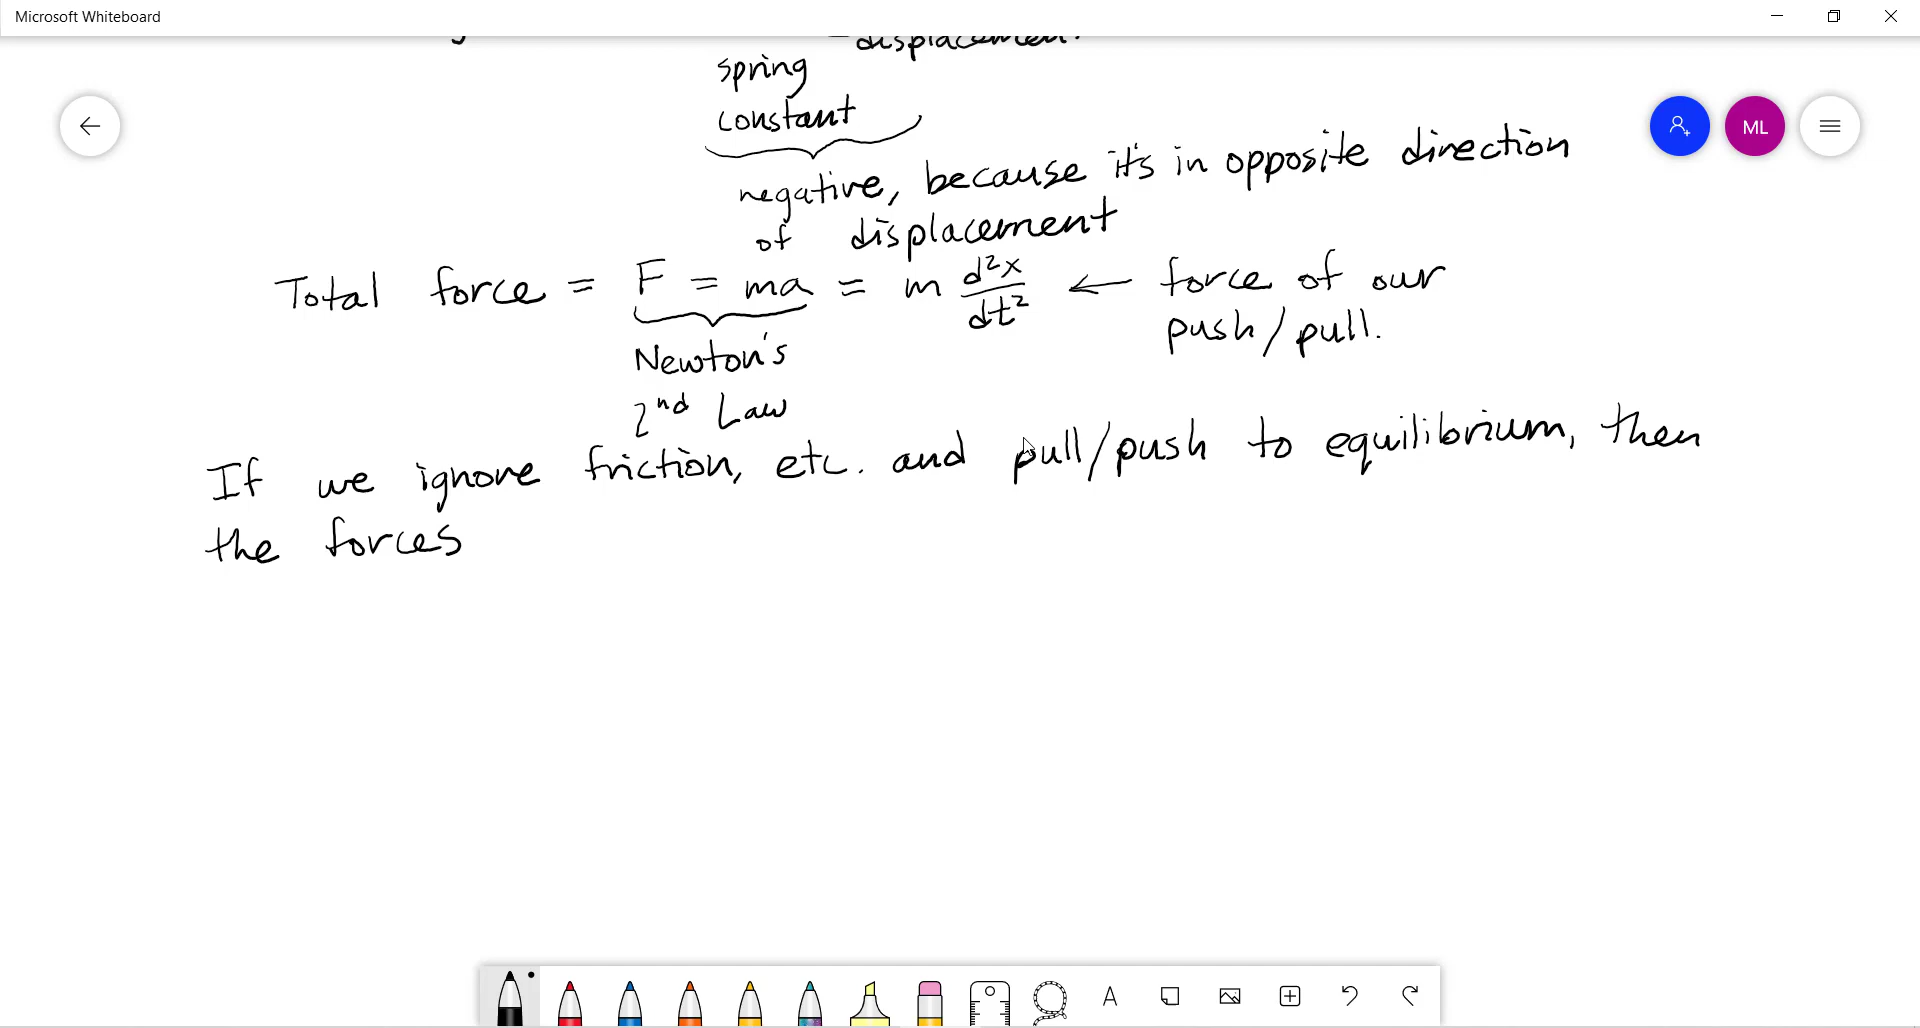 Microsoft Whiteboard
displacement.
spring
constant
negative, because it's in opposite direction
of displacement
Total force = F = ma = m d²x/dt² ← force of our
push/pull.
Newton's
2nd Law
If we ignore friction, etc. and pull/push to equilibrium, then
the forces
ML
A